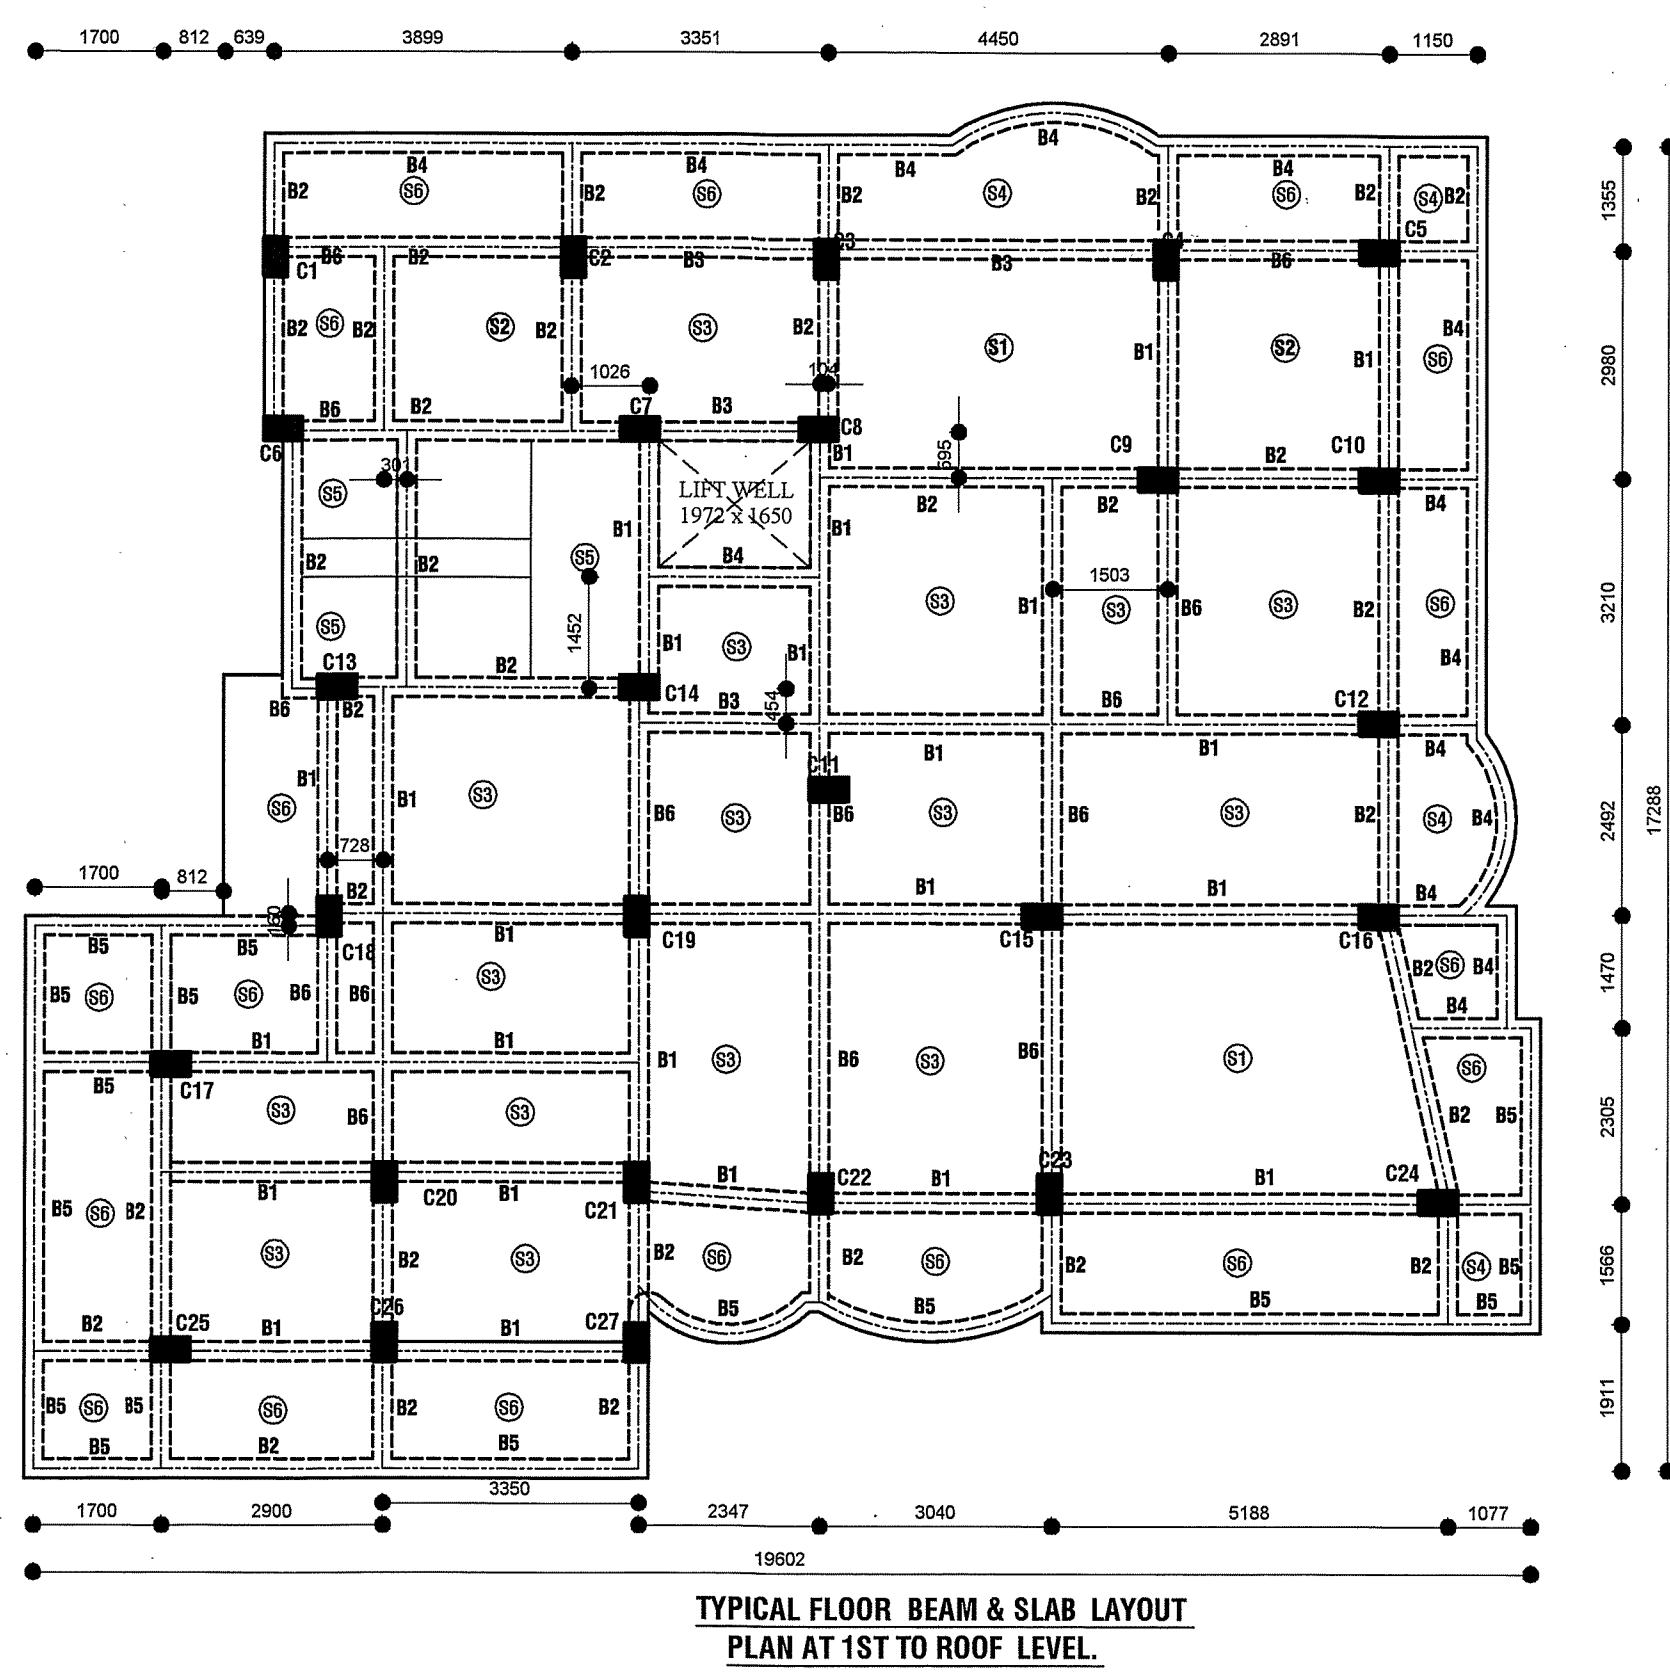 1700 812 639 3899 3351 4450 2891 1150
B4
B4 B4 B4 B4
B2 S6 B2 S6 B2 S4 B2 S6 B2 S4 B2
1355
C5
C1 B6 B2 C2 B3 B3 B6
B2 S6 B2 S2 B2 S3 B2 S1 B1 S2 B1 B4 S6
2980
1026 104
B6 B2 C7 B3 C8
C6 B1 C9 B2 C10
595
301
S5 LIFT WELL
1972 x 1650
B2 B2 B4 B4
B1 B1
B4
S5
B2 B2
1503
S3 B1 S3 B6 S3 B2 S6
3210
S5 1452 B1 S3 B1
B4
C13 B2 C14 B3 454 B6 C12
B6 B2
B1 B1 B4
C11
B1 S6 B1 S3 B6 S3 B6 S3 B6 S3 B2 S4 B4
2492
17288
728
1700 812 B2 B1 B1 B4
160
B5 B5 C18 B1 C19 C15 C16
B5 S6 B5 S6 B6 B6 S3 B2 S6 B4
1470
B1 B1 B4
B5 C17 B1 S3 B6 S3 B6 S1 S6
S3 B6 S3 B2 B5
2305
B1 C20 B1 C21 B1 C22 B1 C23 B1 C24
B5 S6 B2 S3 B2 S3 B2 S6 B2 S6 B2 S6 B2 S4 B5
1566
B5 B5 B5 B5
B2 C25 B1 C26 B1 C27
B5 S6 B5 S6 B2 S6 B2
1911
B5 B2 B5
3350
1700 2900 2347 3040 5188 1077
19602
TYPICAL FLOOR BEAM & SLAB LAYOUT
PLAN AT 1ST TO ROOF LEVEL.